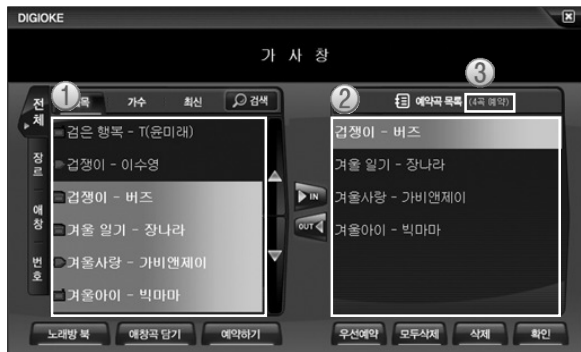 DIGIOKE
가 사 창
① 목 가수 최신 검색
전체
장르
애창
번호
검은 행복 - T(윤미래)
겁쟁이 - 이수영
겁쟁이 - 버즈
겨울 일기 - 장나라
겨울사랑 - 가비앤제이
겨울아이 - 빅마마
IN
OUT
② 예약곡 목록 (4곡 예약)
③
겁쟁이 - 버즈
겨울 일기 - 장나라
겨울사랑 - 가비앤제이
겨울아이 - 빅마마
노래방 북 애창곡 담기 예약하기
우선예약 모두삭제 삭제 확인